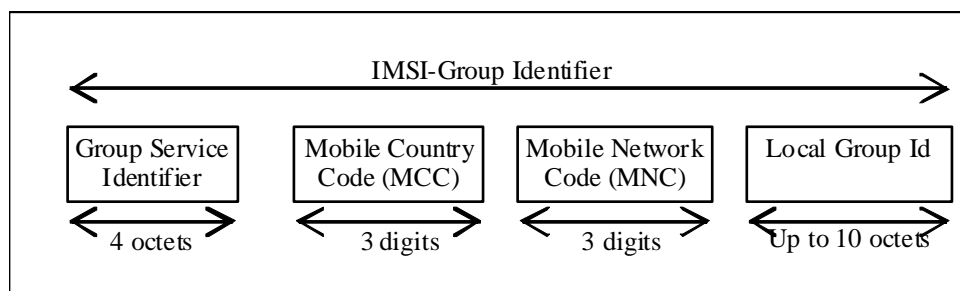 IMSI-Group Identifier
Group Service
Identifier
Mobile Country
Code (MCC)
Mobile Network
Code (MNC)
Local Group Id
4 octets
3 digits
3 digits
Up to 10 octets